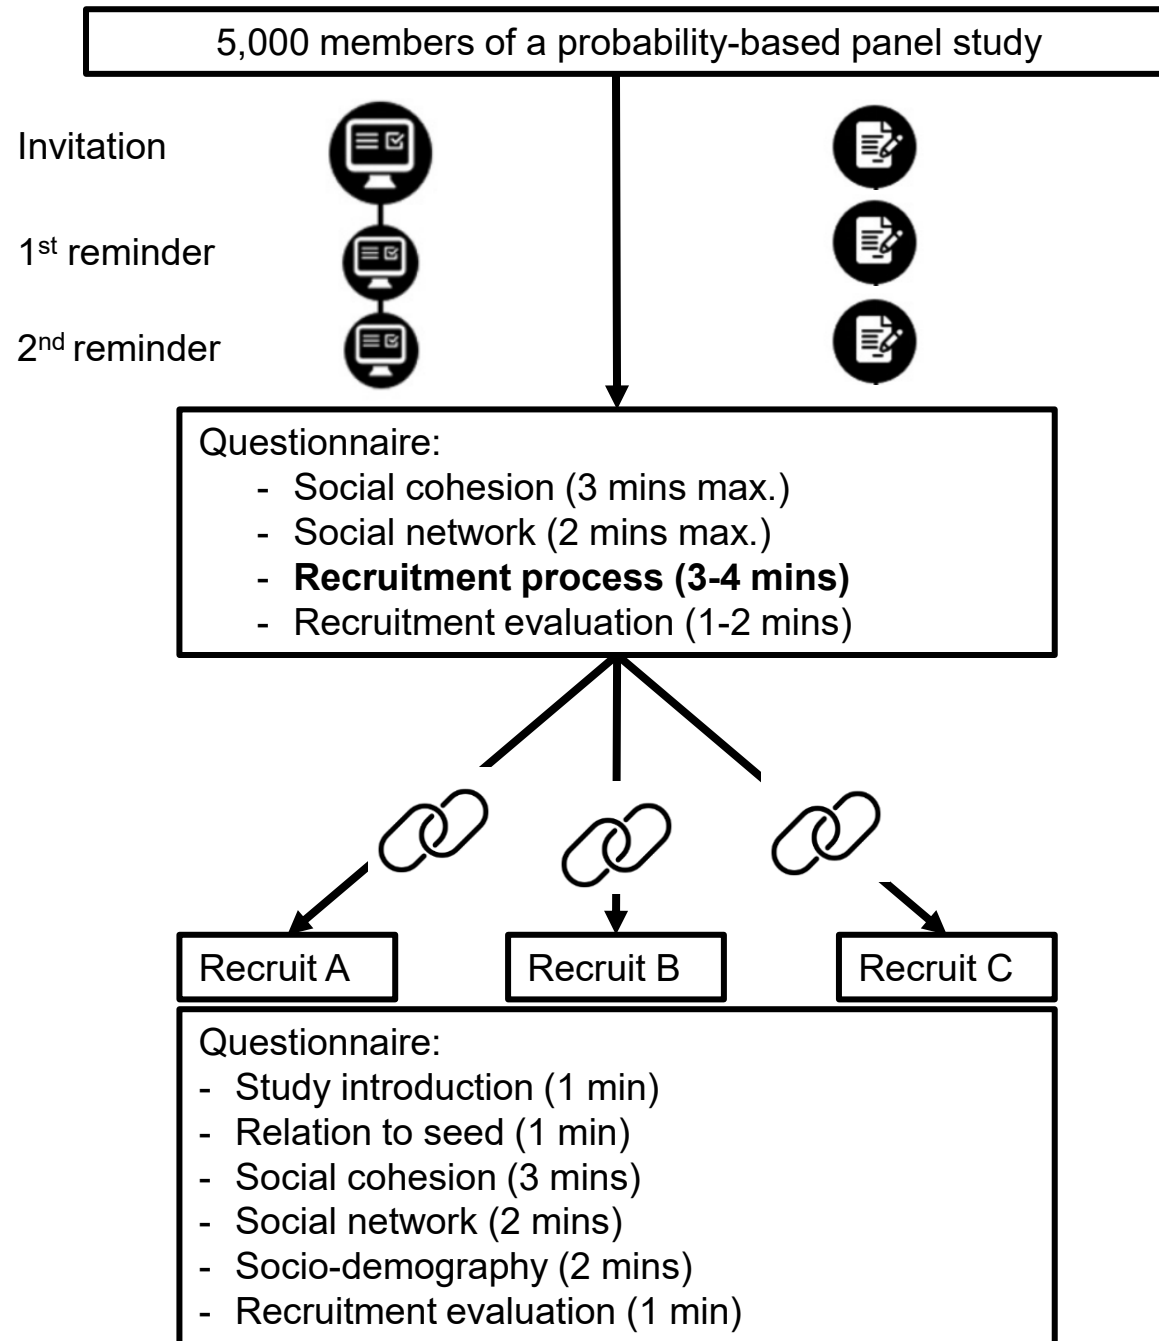 5,000 members of a probability-based panel study
Invitation
1st reminder
2nd reminder
Questionnaire:
- Social cohesion (3 mins max.)
- Social network (2 mins max.)
- Recruitment process (3-4 mins)
- Recruitment evaluation (1-2 mins)
Recruit A
Recruit B
Recruit C
Questionnaire:
- Study introduction (1 min)
- Relation to seed (1 min)
- Social cohesion (3 mins)
- Social network (2 mins)
- Socio-demography (2 mins)
- Recruitment evaluation (1 min)